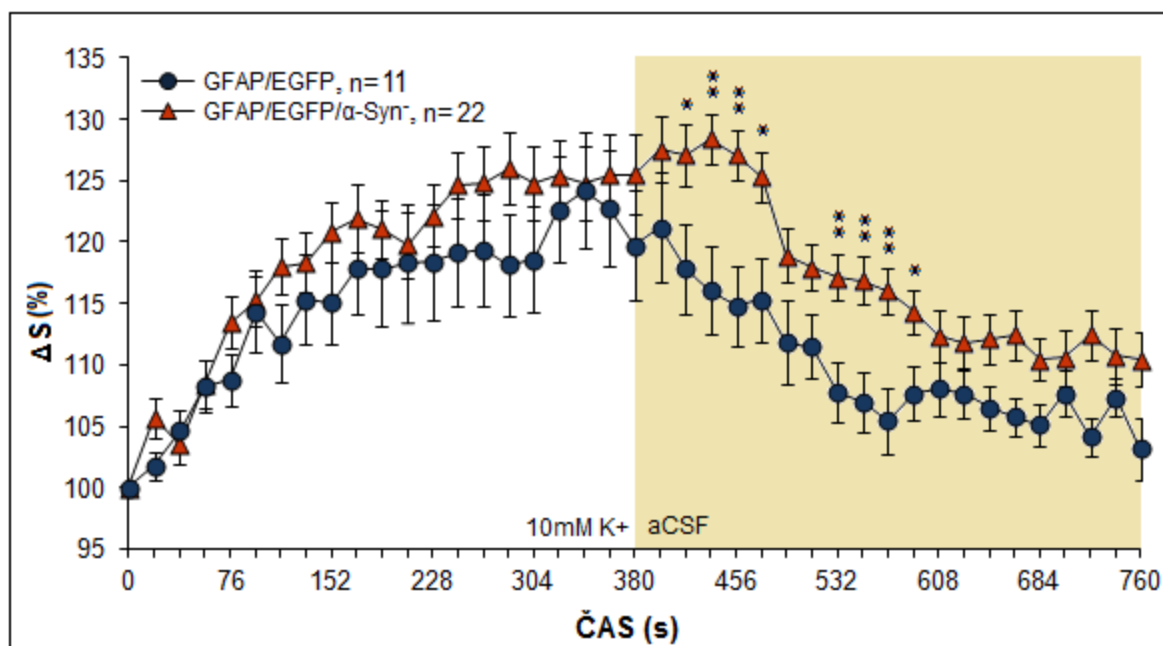 135
130
125
120
115
110
105
100
95
Δ S (%)
GFAP/EGFP, n= 11
GFAP/EGFP/α-Syn⁻, n= 22
* ** ** * ** ** ** *
10mM K+ aCSF
0 76 152 228 304 380 456 532 608 684 760
ČAS (s)